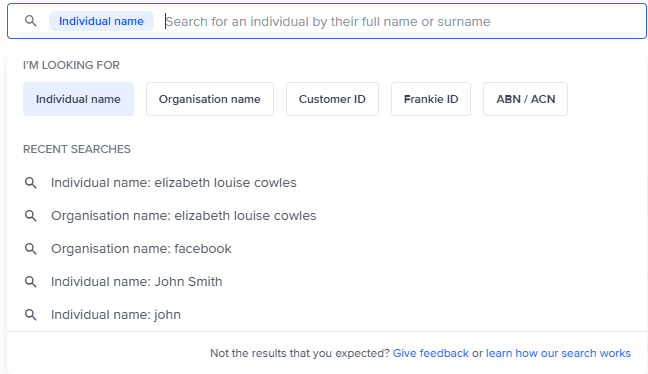 Individual name Search for an individual by their full name or surname
I'M LOOKING FOR
Individual name Organisation name Customer ID Frankie ID ABN / ACN
RECENT SEARCHES
Individual name: elizabeth louise cowles
Organisation name: elizabeth louise cowles
Organisation name: facebook
Individual name: John Smith
Individual name: john
Not the results that you expected? Give feedback or learn how our search works